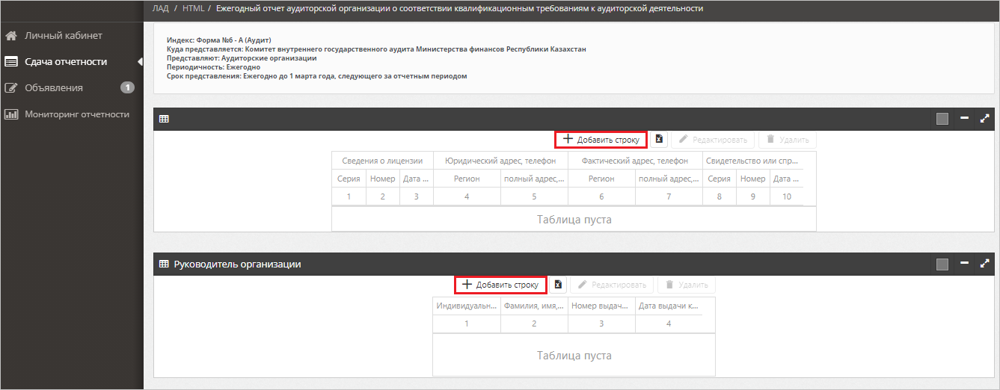 ЛАД / HTML / Ежегодный отчет аудиторской организации о соответствии квалификационным требованиям к аудиторской деятельности
Личный кабинет
Сдача отчетности
Объявления 1
Мониторинг отчетности
Индекс: Форма №6 - А (Аудит)
Куда представляется: Комитет внутреннего государственного аудита Министерства финансов Республики Казахстан
Представляют: Аудиторские организации
Периодичность: Ежегодно
Срок представления: Ежегодно до 1 марта года, следующего за отчетным периодом
Добавить строку Редактировать Удалить
Сведения о лицензии Юридический адрес, телефон Фактический адрес, телефон Свидетельство или спр...
Серия Номер Дата ... Регион полный адрес,... Регион полный адрес,... Серия Номер Дата ...
1 2 3 4 5 6 7 8 9 10
Таблица пуста
Руководитель организации
Добавить строку Редактировать Удалить
Индивидуальн... Фамилия, имя,... Номер выдач... Дата выдачи к...
1 2 3 4
Таблица пуста